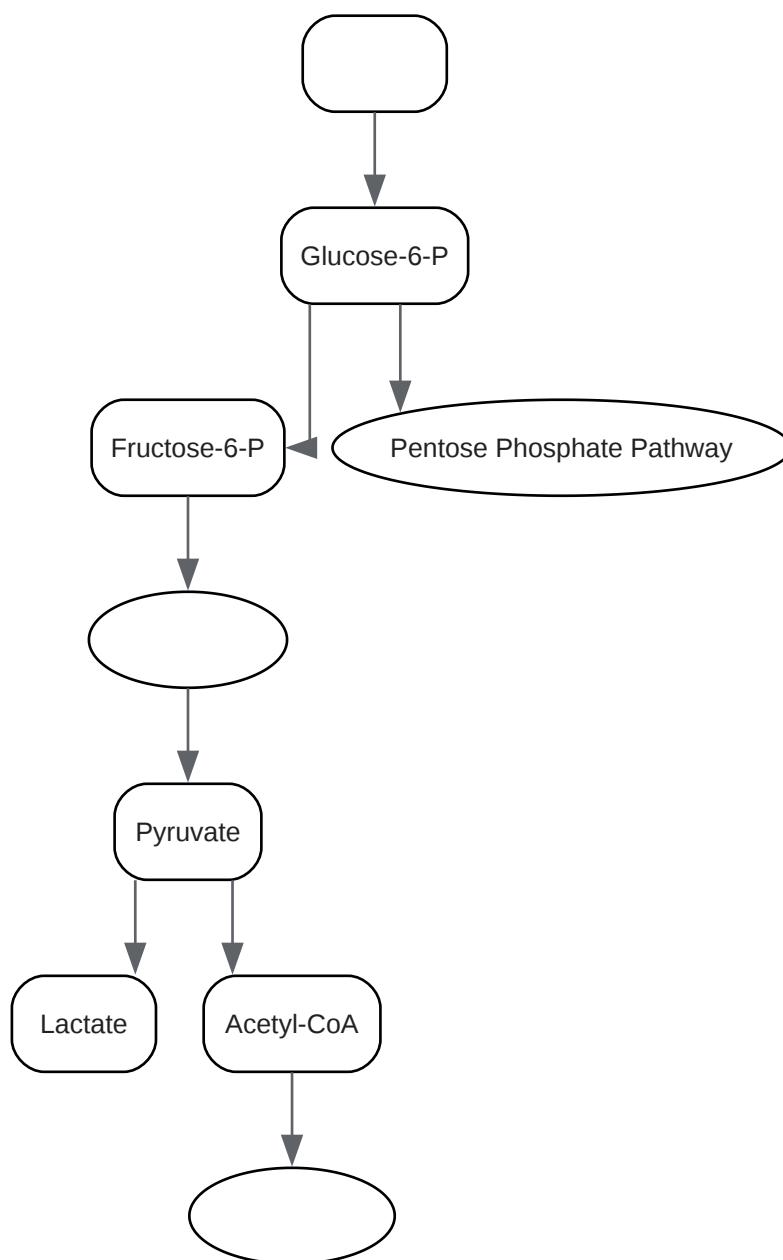 Glucose-6-P
Fructose-6-P
Pentose Phosphate Pathway
Pyruvate
Lactate
Acetyl-CoA